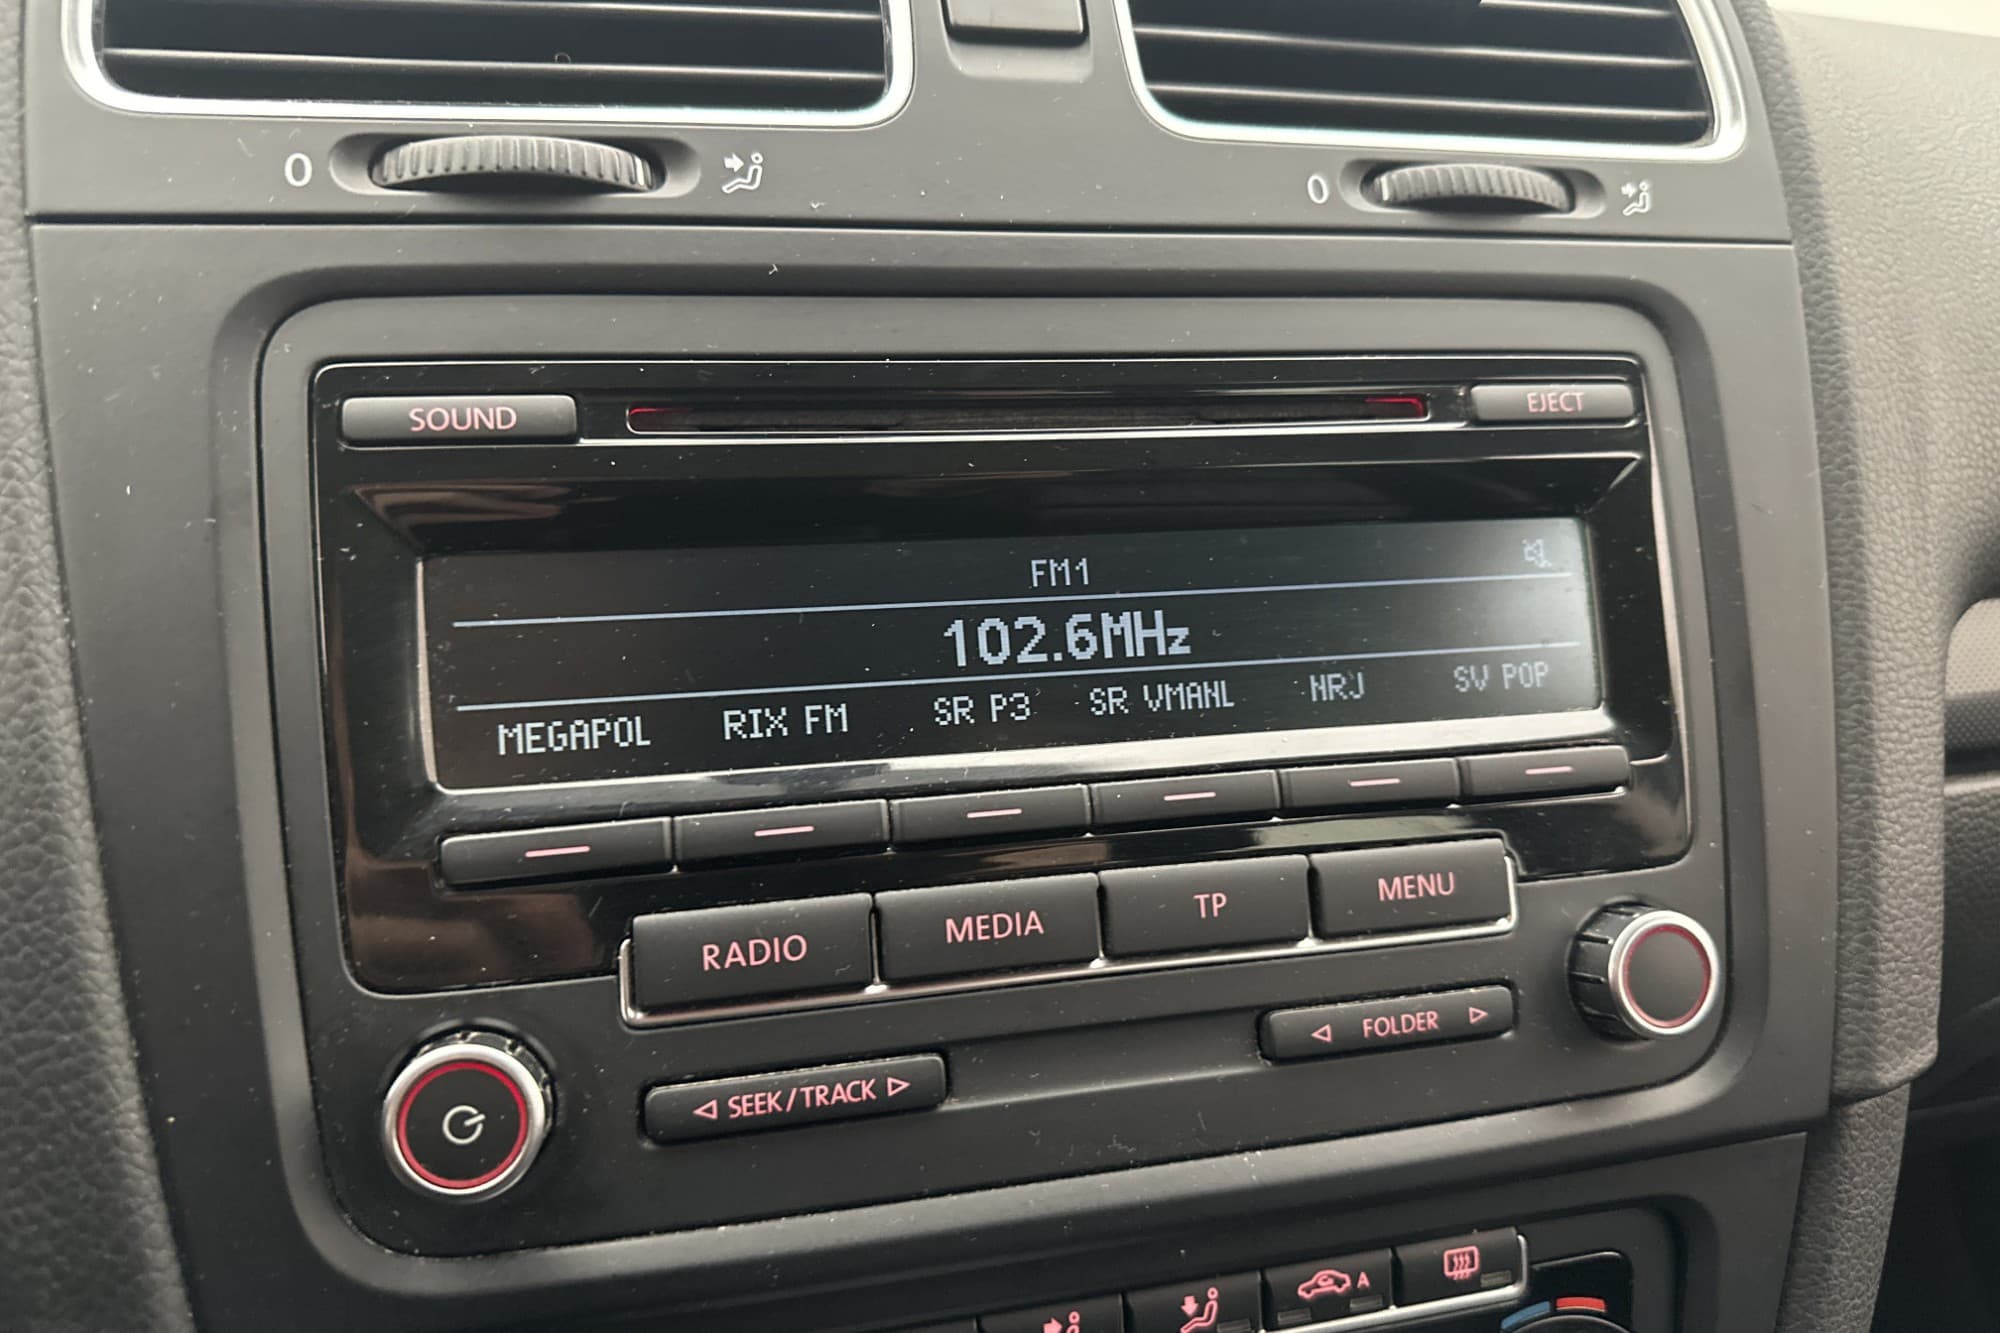 0 0
SOUND EJECT
FM1
102.6MHz
MEGAPOL RIX FM SR P3 SR VMANL NRJ SV POP
RADIO MEDIA TP MENU
FOLDER
SEEK/TRACK
A